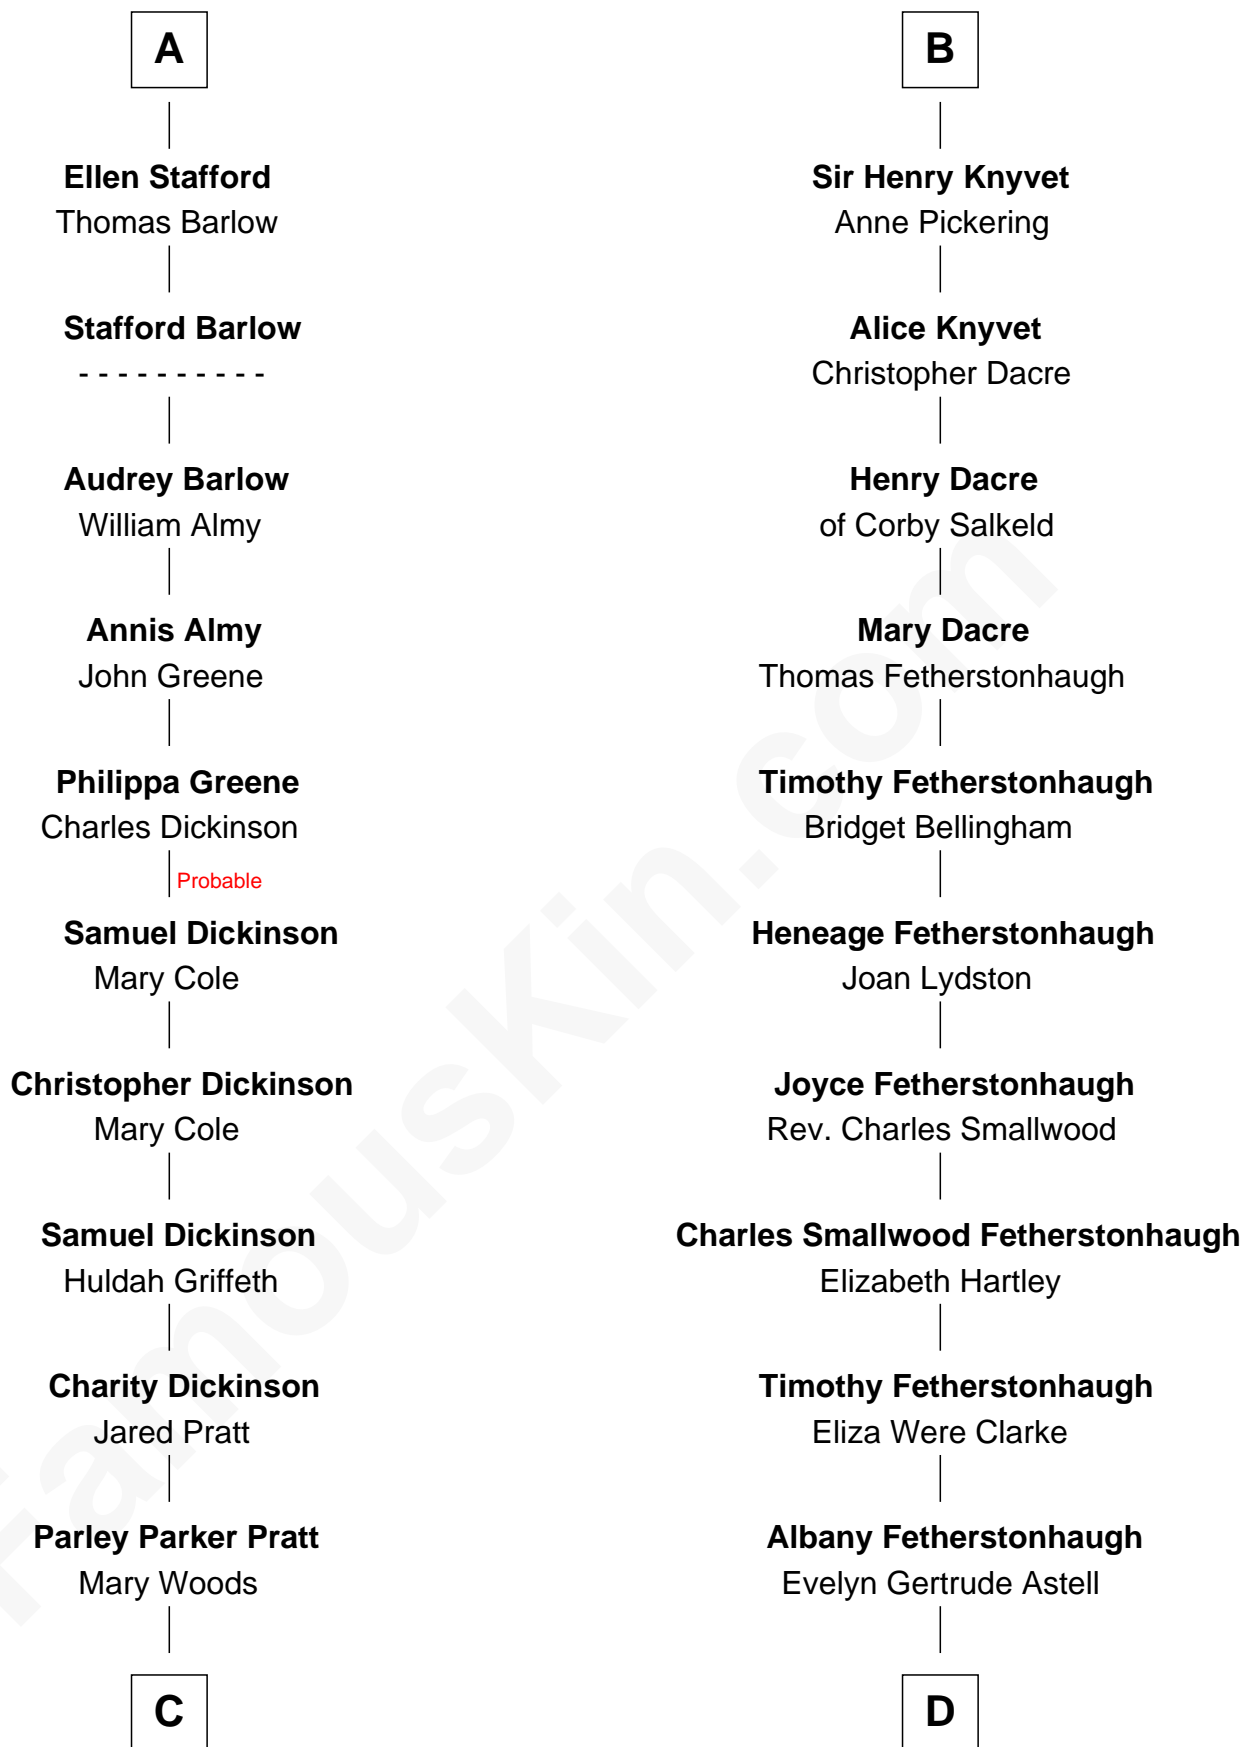 A
Ellen Stafford
Thomas Barlow
Stafford Barlow
- - - - - - - - - -
Audrey Barlow
William Almy
Annis Almy
John Greene
Philippa Greene
Charles Dickinson
Probable
Samuel Dickinson
Mary Cole
Christopher Dickinson
Mary Cole
Samuel Dickinson
Huldah Griffeth
Charity Dickinson
Jared Pratt
Parley Parker Pratt
Mary Woods
C
B
Sir Henry Knyvet
Anne Pickering
Alice Knyvet
Christopher Dacre
Henry Dacre
of Corby Salkeld
Mary Dacre
Thomas Fetherstonhaugh
Timothy Fetherstonhaugh
Bridget Bellingham
Heneage Fetherstonhaugh
Joan Lydston
Joyce Fetherstonhaugh
Rev. Charles Smallwood
Charles Smallwood Fetherstonhaugh
Elizabeth Hartley
Timothy Fetherstonhaugh
Eliza Were Clarke
Albany Fetherstonhaugh
Evelyn Gertrude Astell
D
FamousKin.com